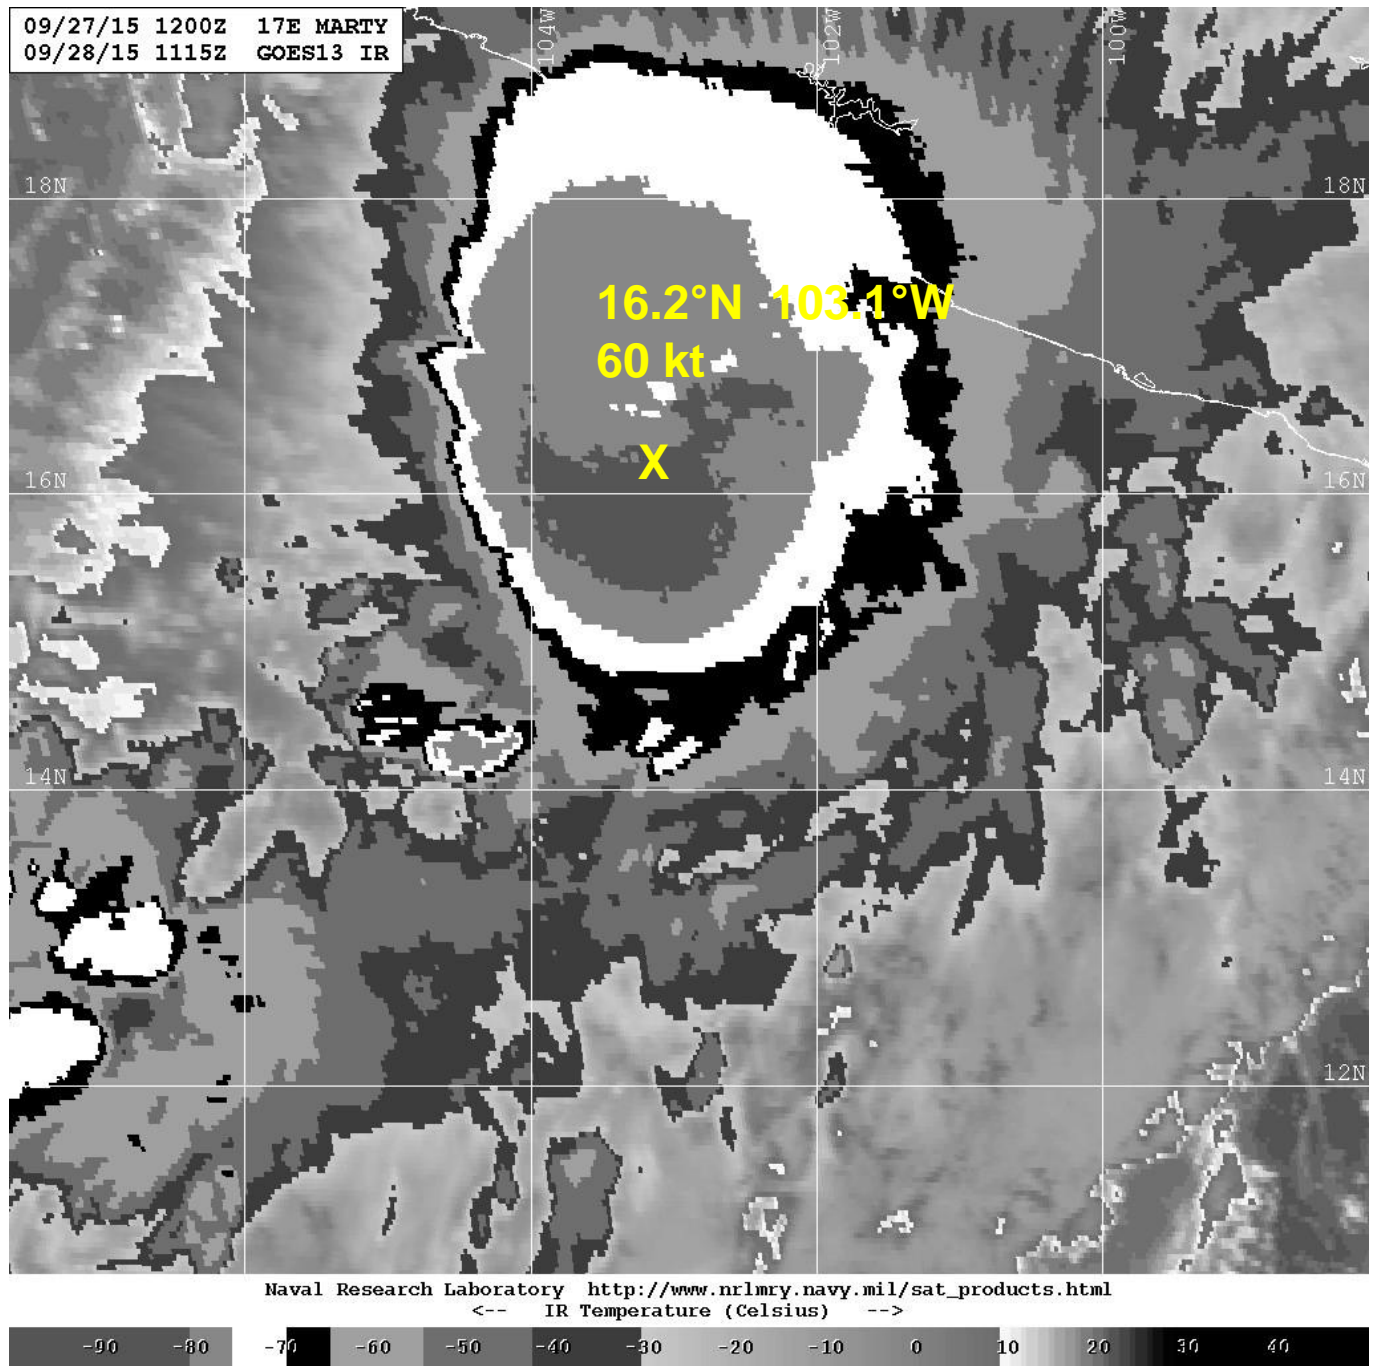 09/27/15 1200Z 17E MARTY
09/28/15 1115Z GOES13 IR
104W
102W
100W
18N
18N
16.2°N 103.1°W
60 kt
X
16N
16N
14N
14N
12N
Naval Research Laboratory http://www.nrlmry.navy.mil/sat_products.html
<-- IR Temperature (Celsius) -->
-90 -80 -70 -60 -50 -40 -30 -20 -10 0 10 20 30 40